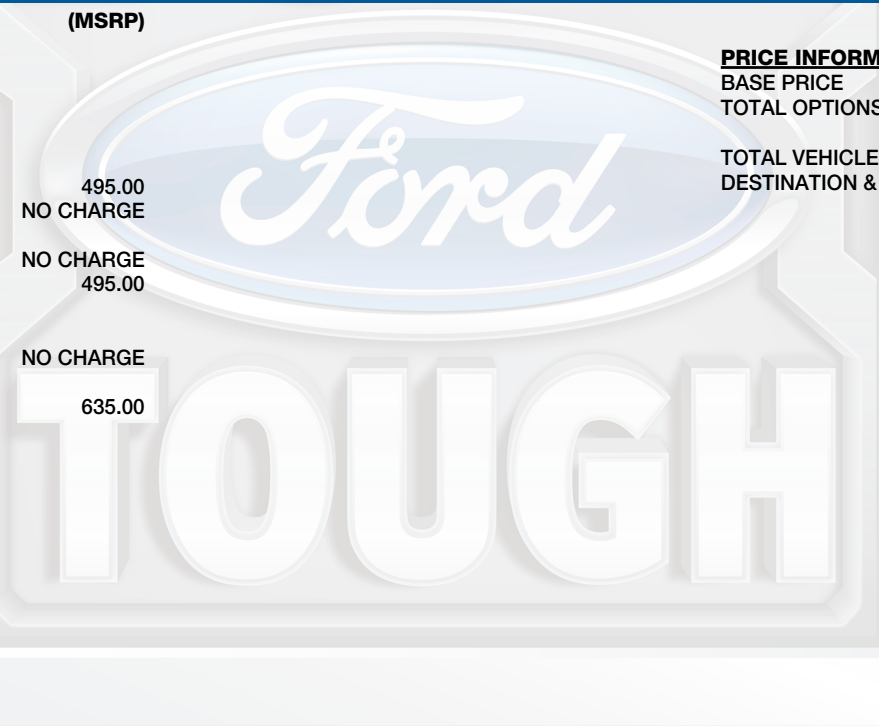 (MSRP)
495.00
NO CHARGE
NO CHARGE
495.00
NO CHARGE
635.00
PRICE INFORM
BASE PRICE
TOTAL OPTIONS
TOTAL VEHICLE
DESTINATION &
Ford
TOUGH